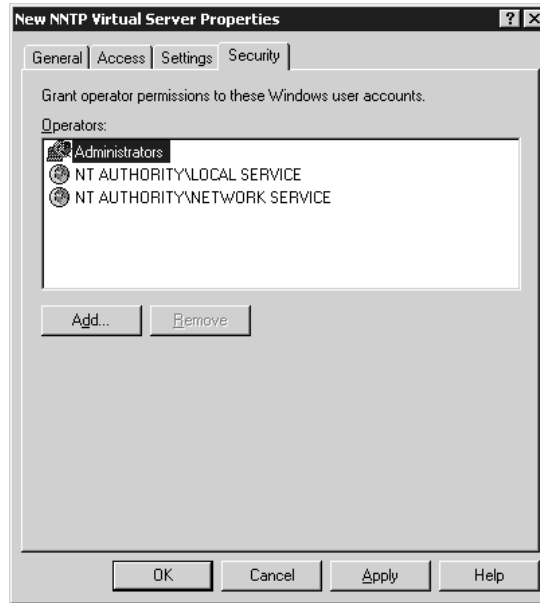 New NNTP Virtual Server Properties
General Access Settings Security
Grant operator permissions to these Windows user accounts.
Operators:
Administrators
NT AUTHORITY\LOCAL SERVICE
NT AUTHORITY\NETWORK SERVICE
Add... Remove
OK Cancel Apply Help